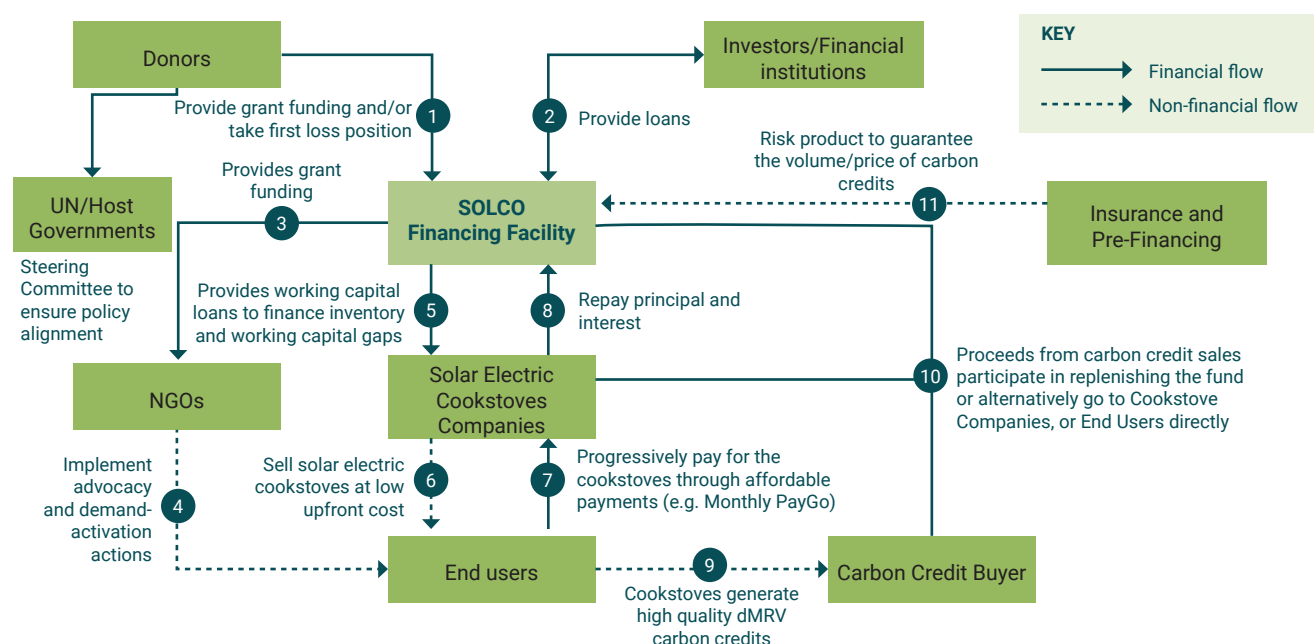 Donors
Investors/Financial
institutions
KEY
Financial flow
Non-financial flow
Provide grant funding and/or
take first loss position
1
2
Provide loans
Risk product to guarantee
the volume/price of carbon
credits
11
Provides grant
funding
3
UN/Host
Governments
SOLCO
Financing Facility
Insurance and
Pre-Financing
Steering
Committee to
ensure policy
alignment
Provides working capital
loans to finance inventory
and working capital gaps
5
8
Repay principal and
interest
10
Proceeds from carbon credit sales
participate in replenishing the fund
or alternatively go to Cookstove
Companies, or End Users directly
NGOs
Solar Electric
Cookstoves
Companies
Implement
advocacy
and demand-
activation
actions
4
Sell solar electric
cookstoves at low
upfront cost
6
7
Progressively pay for the
cookstoves through affordable
payments (e.g. Monthly PayGo)
End users
9
Cookstoves generate
high quality dMRV
carbon credits
Carbon Credit Buyer